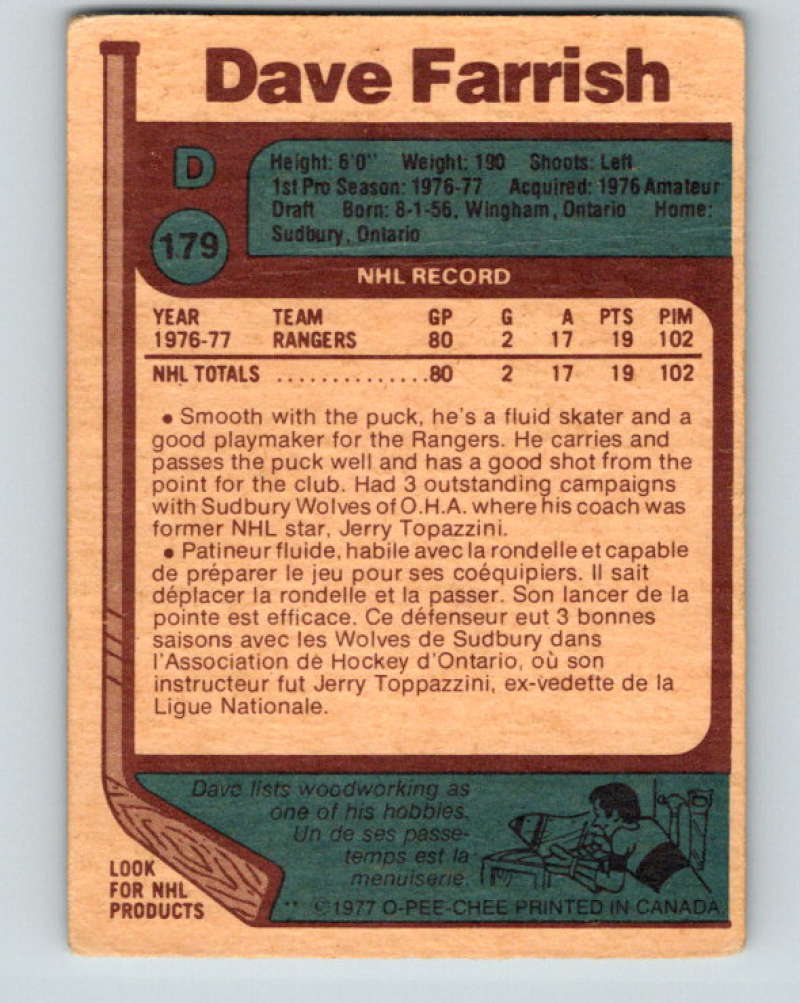 Dave Farrish
D
179
Height: 6'0" Weight: 190 Shoots: Left
1st Pro Season: 1976-77 Acquired: 1976 Amateur
Draft Born: 8-1-56, Wingham, Ontario Home:
Sudbury, Ontario
NHL RECORD
YEAR TEAM GP G A PTS PIM
1976-77 RANGERS 80 2 17 19 102
NHL TOTALS ...............80 2 17 19 102
• Smooth with the puck, he's a fluid skater and a
good playmaker for the Rangers. He carries and
passes the puck well and has a good shot from the
point for the club. Had 3 outstanding campaigns
with Sudbury Wolves of O.H.A. where his coach was
former NHL star, Jerry Topazzini.
• Patineur fluide, habile avec la rondelle et capable
de préparer le jeu pour ses coéquipiers. Il sait
déplacer la rondelle et la passer. Son lancer de la
pointe est efficace. Ce défenseur eut 3 bonnes
saisons avec les Wolves de Sudbury dans
l'Association de Hockey d'Ontario, où son
instructeur fut Jerry Toppazzini, ex-vedette de la
Ligue Nationale.
Dave lists woodworking as
one of his hobbies.
Un de ses passe-
temps est la
menuiserie.
LOOK
FOR NHL
PRODUCTS
** ©1977 O-PEE-CHEE PRINTED IN CANADA